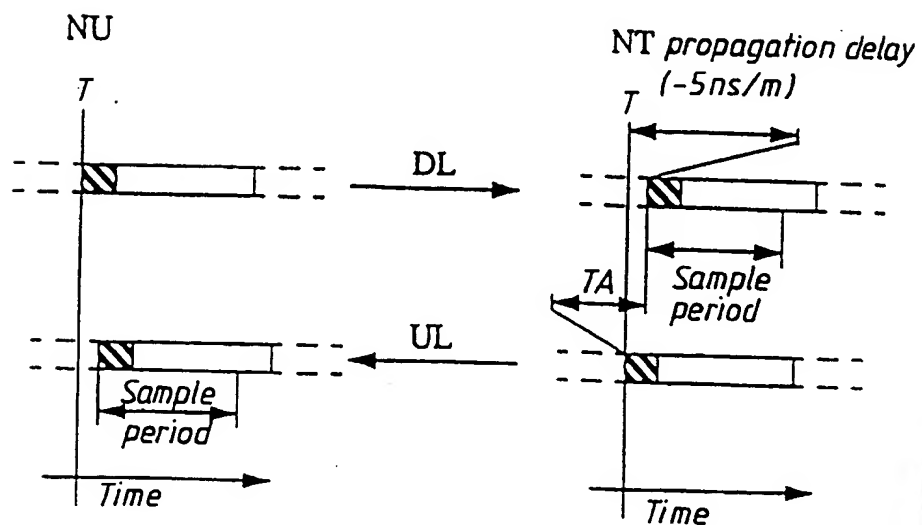 NU
NT propagation delay
(-5ns/m)
T
T
DL
Sample
period
TA
UL
Sample
period
Time
Time